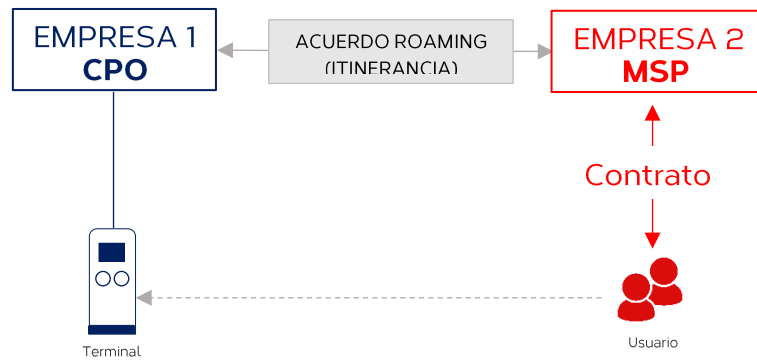 EMPRESA 1
CPO
ACUERDO ROAMING
(ITINERANCIA)
EMPRESA 2
MSP
Contrato
Terminal
Usuario